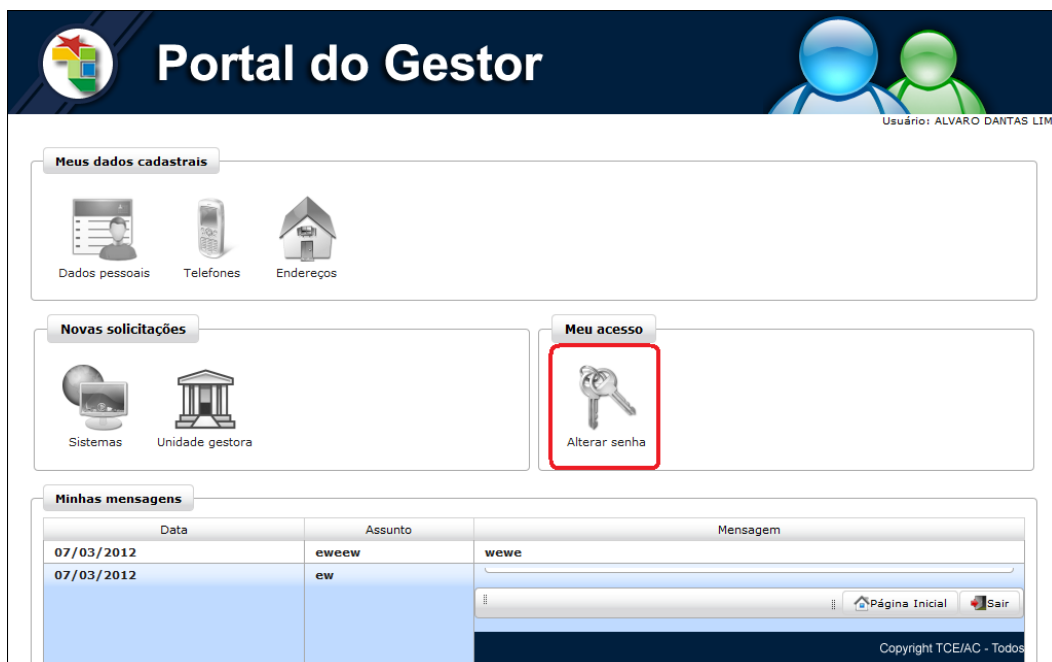 Portal do Gestor
Usuário: ALVARO DANTAS LIM
Meus dados cadastrais
Dados pessoais Telefones Endereços
Novas solicitações
Sistemas Unidade gestora
Meu acesso
Alterar senha
Minhas mensagens
Data Assunto Mensagem
07/03/2012 eweew wewe
07/03/2012 ew
Página Inicial Sair
Copyright TCE/AC - Todos